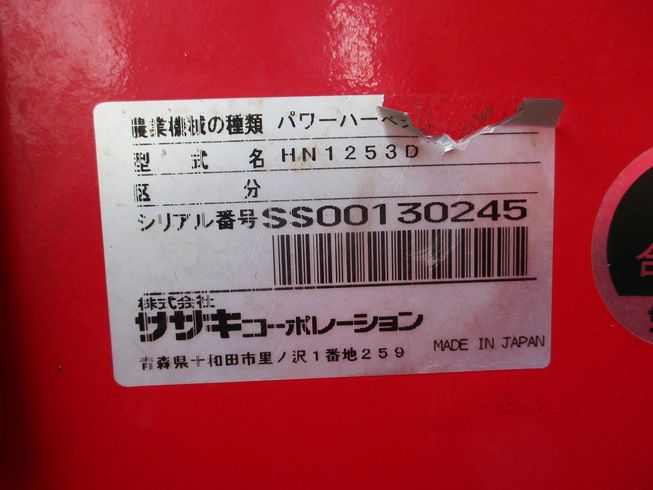 農業機械の種類 パワーハーベ
型式名 HN1253D
区分
シリアル番号 SS00130245
株式会社
ササキコーポレーション
青森県十和田市里ノ沢1番地259
MADE IN JAPAN